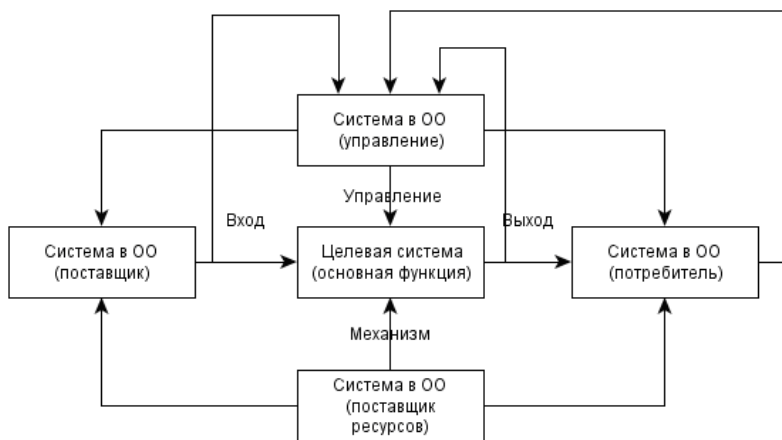 Система в ОО
(управление)
Управление
Вход
Выход
Система в ОО
(поставщик)
Целевая система
(основная функция)
Система в ОО
(потребитель)
Механизм
Система в ОО
(поставщик
ресурсов)